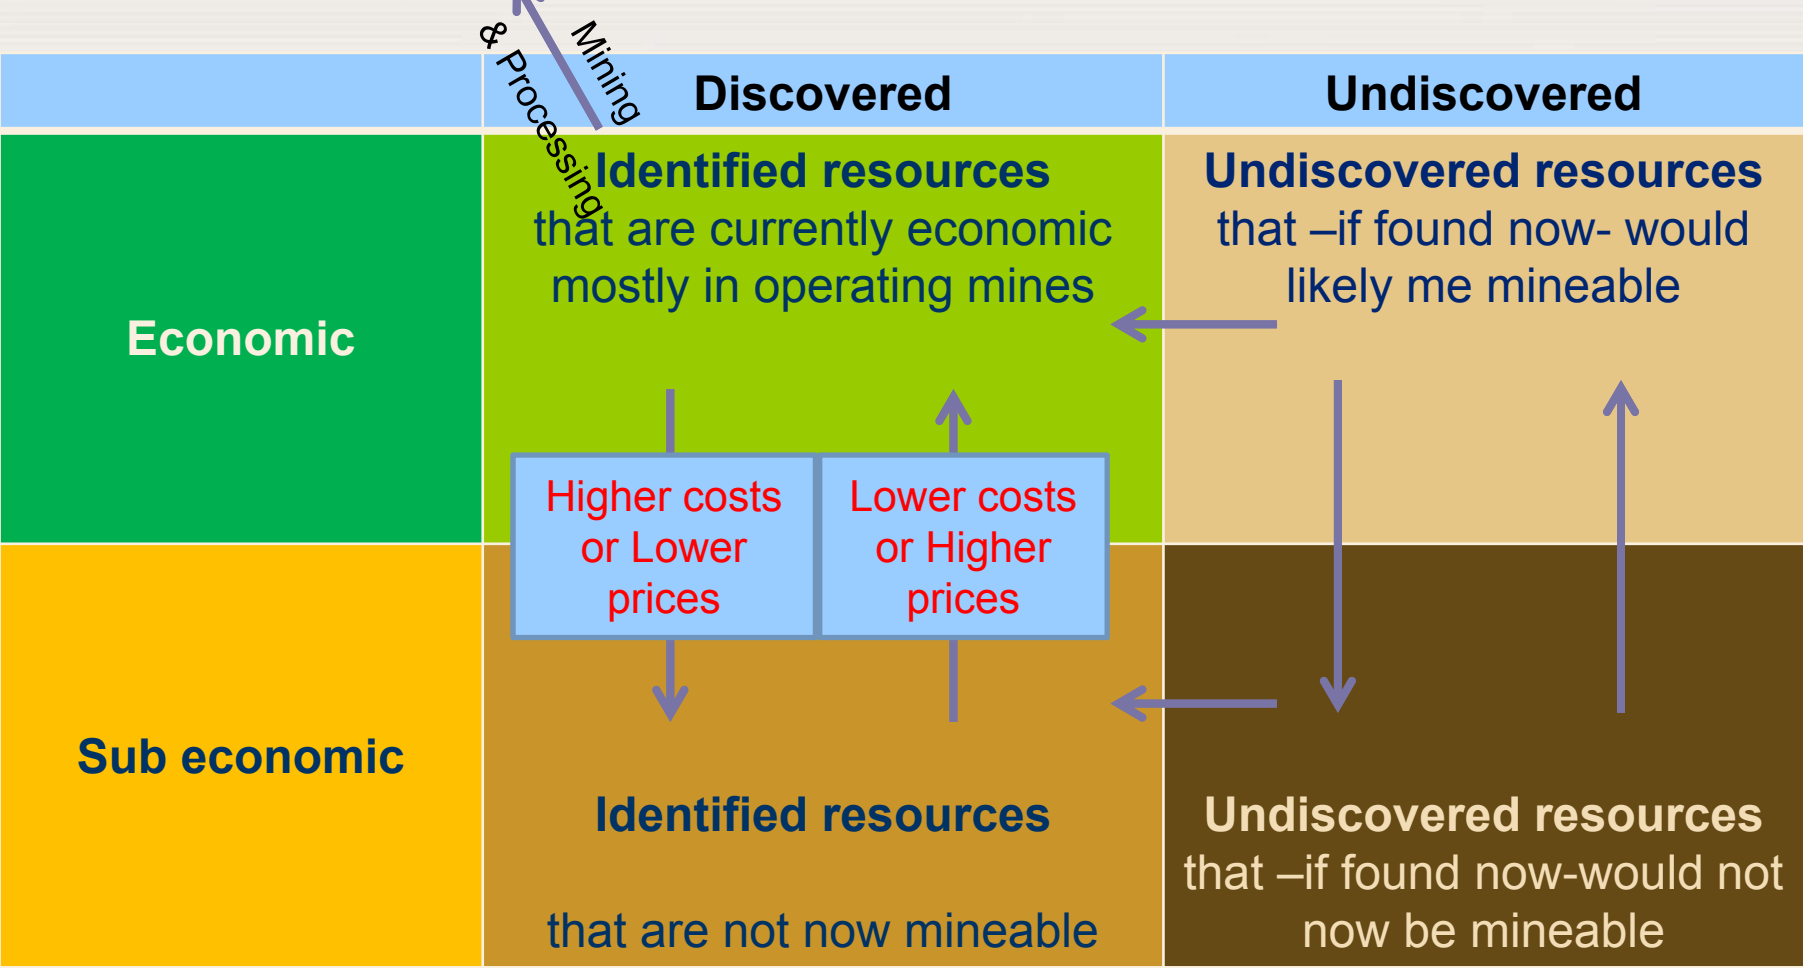 Mining
& Processing
Discovered
Undiscovered
Economic
Identified resources
that are currently economic
mostly in operating mines
Undiscovered resources
that –if found now- would
likely me mineable
Higher costs
or Lower
prices
Lower costs
or Higher
prices
Sub economic
Identified resources
that are not now mineable
Undiscovered resources
that –if found now-would not
now be mineable